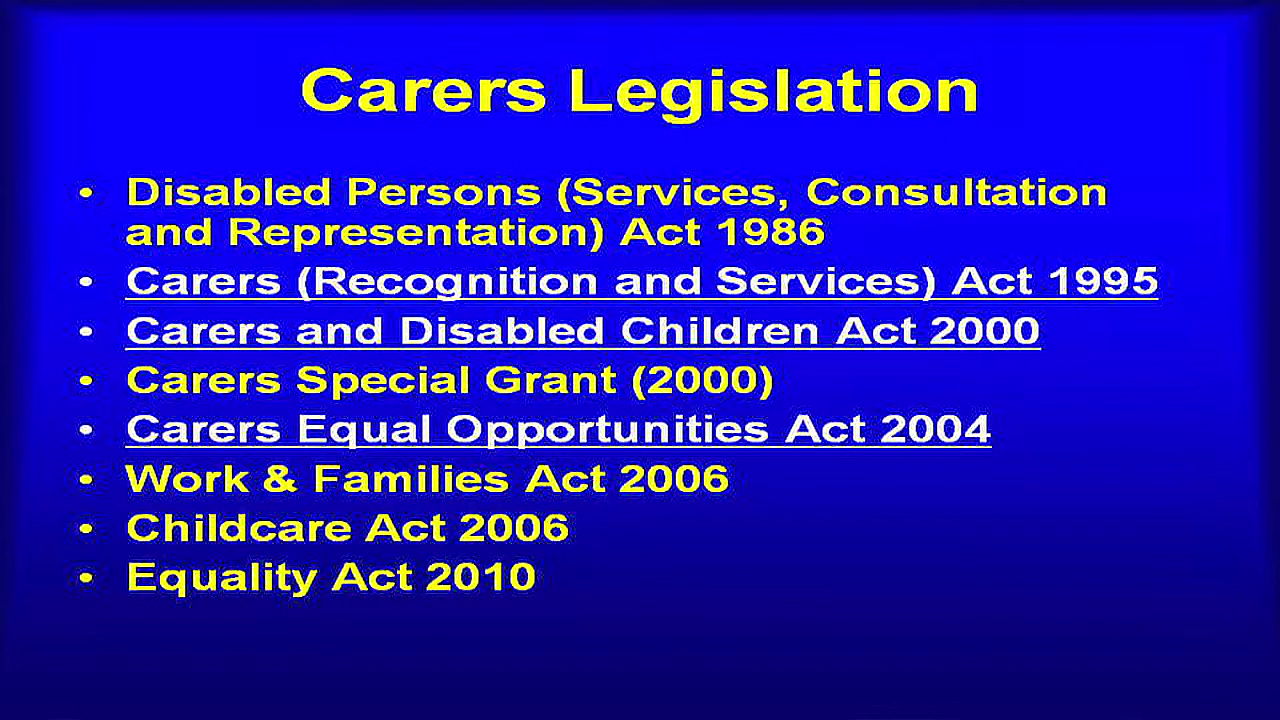 Carers Legislation
• Disabled Persons (Services, Consultation
and Representation) Act 1986
• Carers (Recognition and Services) Act 1995
• Carers and Disabled Children Act 2000
• Carers Special Grant (2000)
• Carers Equal Opportunities Act 2004
• Work & Families Act 2006
• Childcare Act 2006
• Equality Act 2010